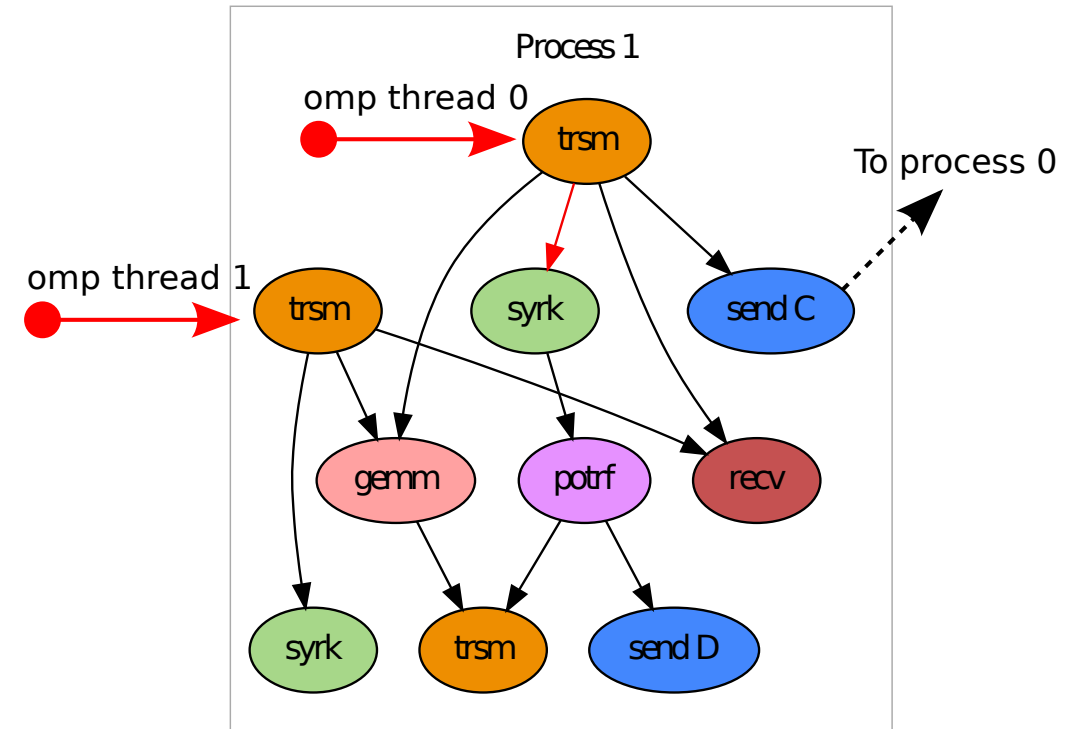 Process 1
omp thread 0
trsm
To process 0
omp thread 1
trsm
syrk
send C
gemm
potrf
recv
syrk
trsm
send D